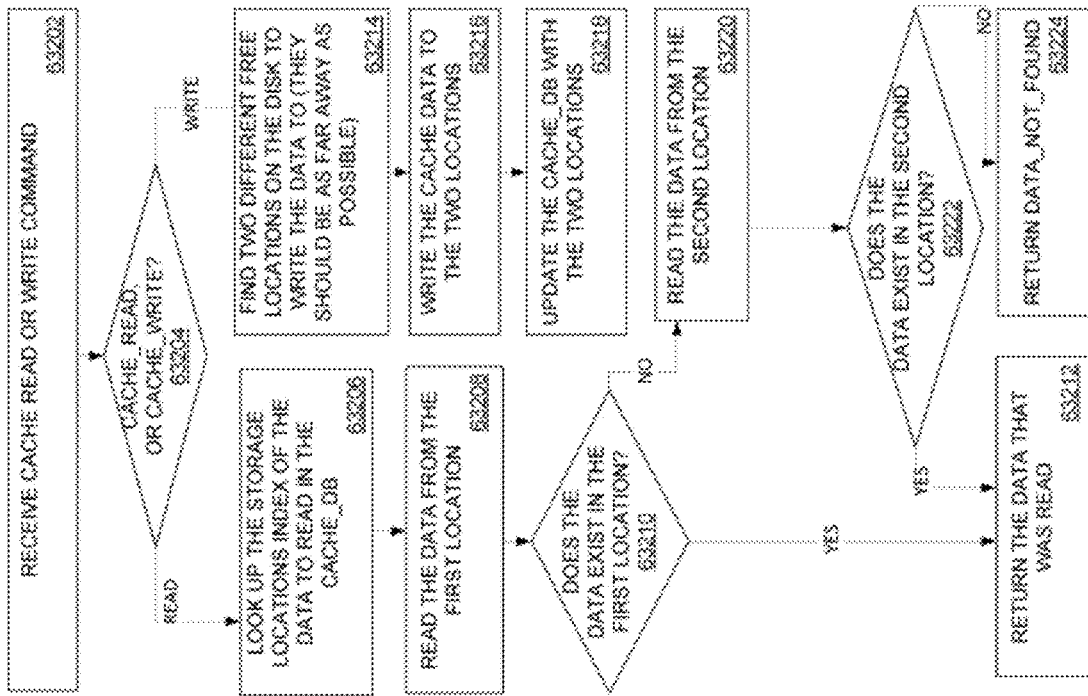 RECEIVE CACHE READ OR WRITE COMMAND
63202
CACHE_READ,
OR CACHE_WRITE?
63204
READ
WRITE
LOOK UP THE STORAGE
LOCATIONS INDEX OF THE
DATA TO READ IN THE
CACHE_DB
63206
READ THE DATA FROM THE
FIRST LOCATION
63208
DOES THE
DATA EXIST IN THE
FIRST LOCATION?
63210
NO
YES
FIND TWO DIFFERENT FREE
LOCATIONS ON THE DISK TO
WRITE THE DATA TO (THEY
SHOULD BE AS FAR AWAY AS
POSSIBLE)
63214
WRITE THE CACHE DATA TO
THE TWO LOCATIONS
63216
UPDATE THE CACHE_DB WITH
THE TWO LOCATIONS
63218
READ THE DATA FROM THE
SECOND LOCATION
63220
DOES THE
DATA EXIST IN THE SECOND
LOCATION?
63222
YES
NO
RETURN THE DATA THAT
WAS READ
63212
RETURN DATA_NOT_FOUND
63224